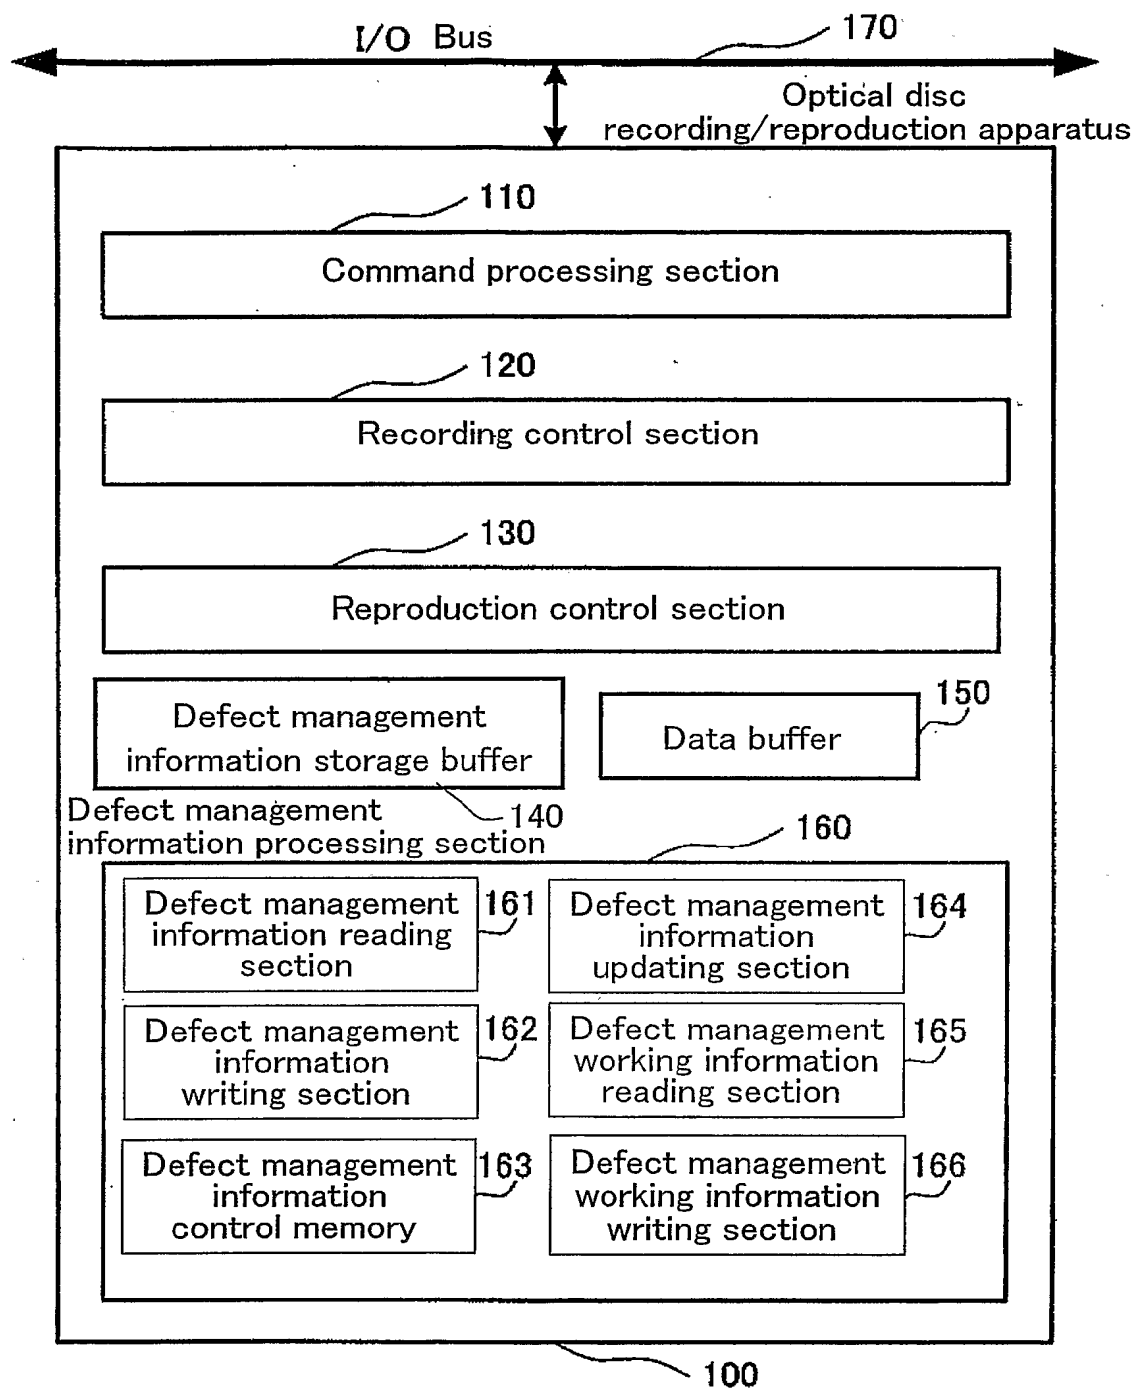 I/O Bus
170
Optical disc
recording/reproduction apparatus
110
Command processing section
120
Recording control section
130
Reproduction control section
Defect management
information storage buffer
140
150
Data buffer
Defect management
information processing section
160
Defect management
information reading
section
161
Defect management
information
updating section
164
Defect management
information
writing section
162
Defect management
working information
reading section
165
Defect management
information
control memory
163
Defect management
working information
writing section
166
100